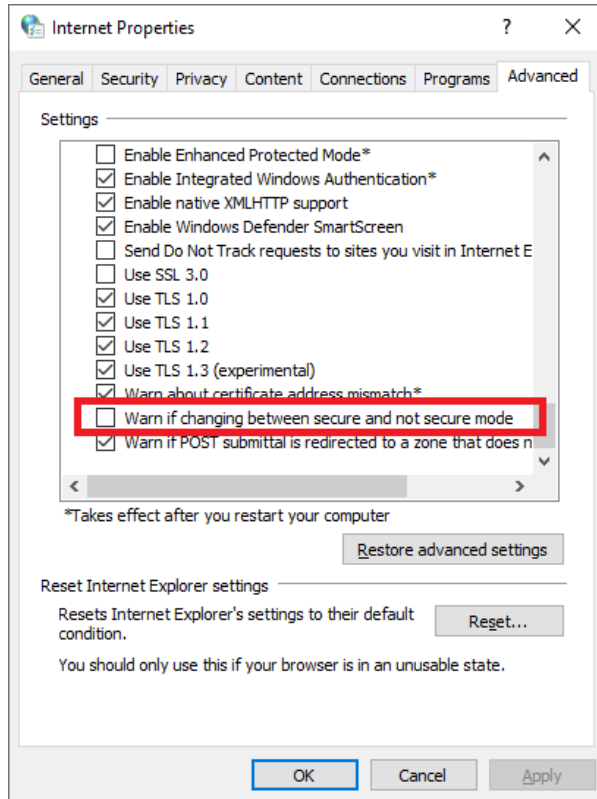 Internet Properties
?
General Security Privacy Content Connections Programs Advanced
Settings
Enable Enhanced Protected Mode*
Enable Integrated Windows Authentication*
Enable native XMLHTTP support
Enable Windows Defender SmartScreen
Send Do Not Track requests to sites you visit in Internet E
Use SSL 3.0
Use TLS 1.0
Use TLS 1.1
Use TLS 1.2
Use TLS 1.3 (experimental)
Warn about certificate address mismatch*
Warn if changing between secure and not secure mode
Warn if POST submittal is redirected to a zone that does n
*Takes effect after you restart your computer
Restore advanced settings
Reset Internet Explorer settings
Resets Internet Explorer's settings to their default
condition.
Reset...
You should only use this if your browser is in an unusable state.
OK Cancel Apply